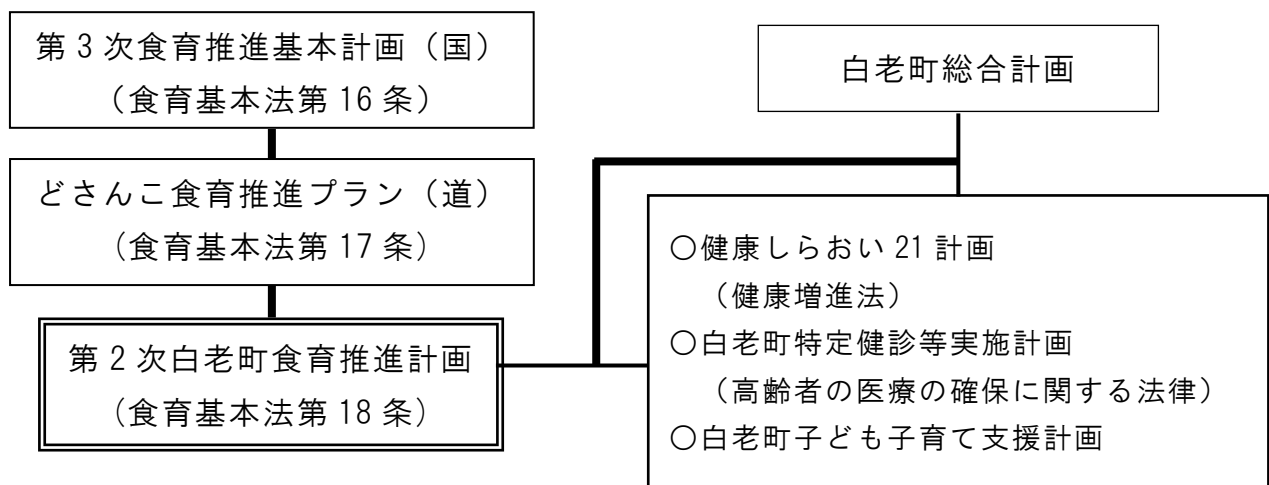 第3次食育推進基本計画（国）
（食育基本法第16条）
どさんこ食育推進プラン（道）
（食育基本法第17条）
第2次白老町食育推進計画
（食育基本法第18条）
白老町総合計画
○健康しらおい21計画
（健康増進法）
○白老町特定健診等実施計画
（高齢者の医療の確保に関する法律）
○白老町子ども子育て支援計画